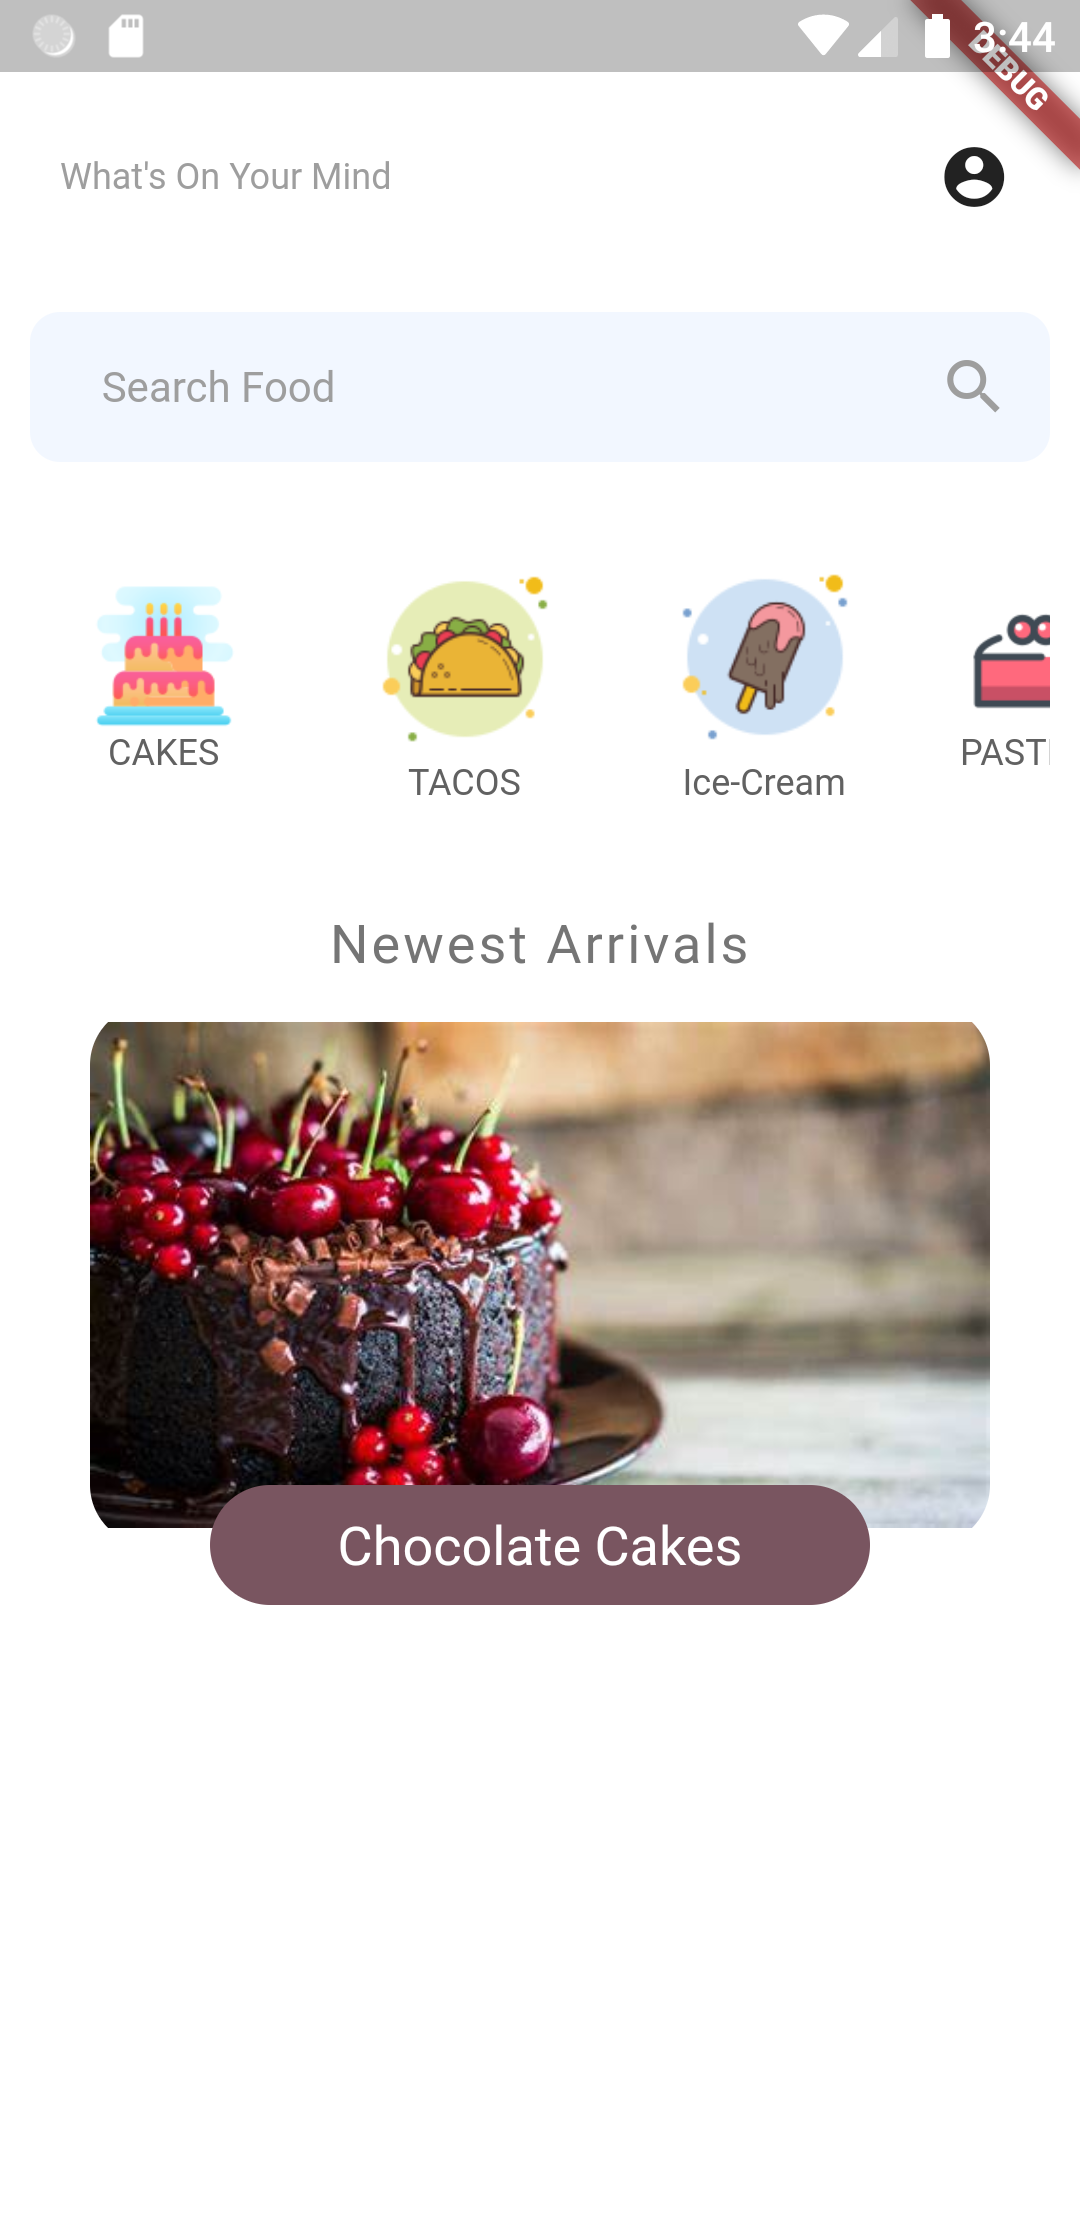 3:44
DEBUG
What's On Your Mind
Search Food
CAKES
TACOS
Ice-Cream
PAST
Newest Arrivals
Chocolate Cakes